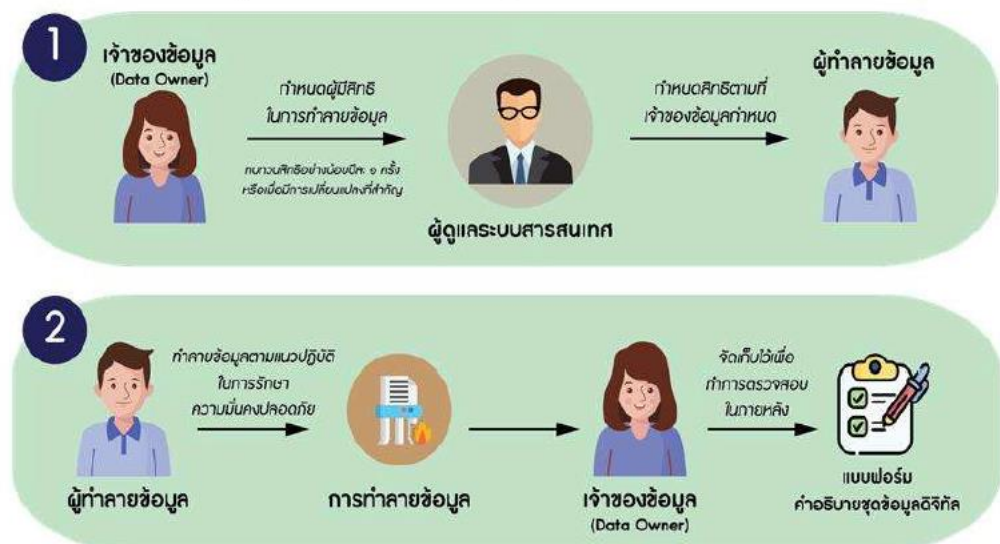 1
เจ้าของข้อมูล
(Data Owner)
กำหนดผู้มีสิทธิ
ในการทำลายข้อมูล
ทบทวนสิทธิอย่างน้อยปีละ ๑ ครั้ง
หรือเมื่อมีการเปลี่ยนแปลงที่สำคัญ
ผู้ดูแลระบบสารสนเทศ
กำหนดสิทธิตามที่
เจ้าของข้อมูลกำหนด
ผู้ทำลายข้อมูล
2
ผู้ทำลายข้อมูล
ทำลายข้อมูลตามแนวปฏิบัติ
ในการรักษา
ความมั่นคงปลอดภัย
การทำลายข้อมูล
เจ้าของข้อมูล
(Data Owner)
จัดเก็บไว้เพื่อ
ทำการตรวจสอบ
ในภายหลัง
แบบฟอร์ม
คำอธิบายชุดข้อมูลดิจิทัล